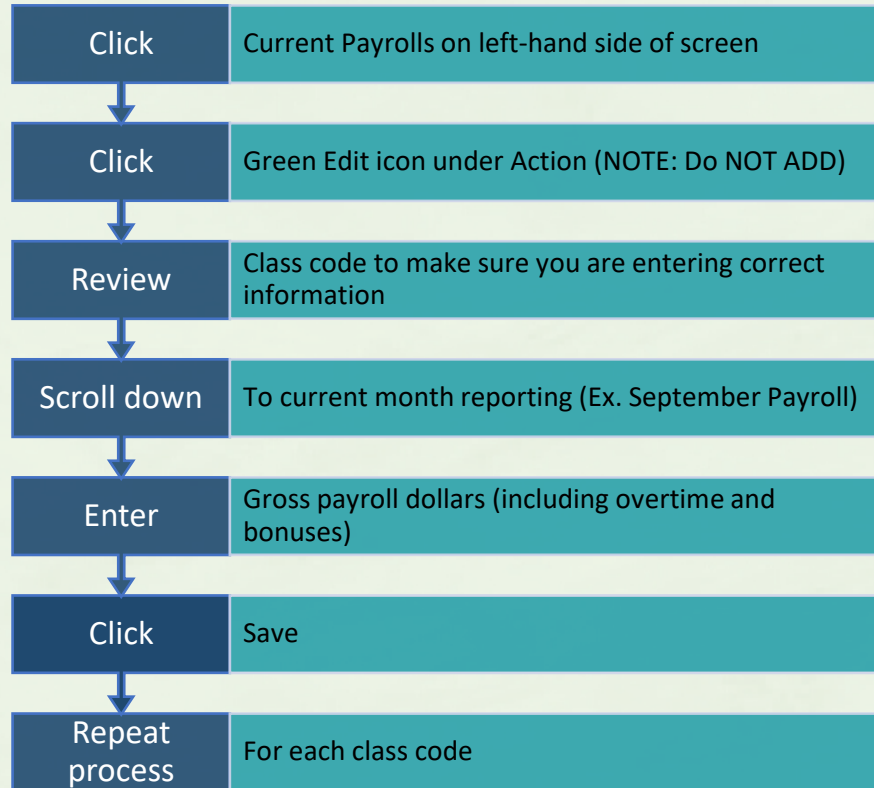 Click
Current Payrolls on left-hand side of screen
Click
Green Edit icon under Action (NOTE: Do NOT ADD)
Review
Class code to make sure you are entering correct
information
Scroll down
To current month reporting (Ex. September Payroll)
Enter
Gross payroll dollars (including overtime and
bonuses)
Click
Save
Repeat
process
For each class code